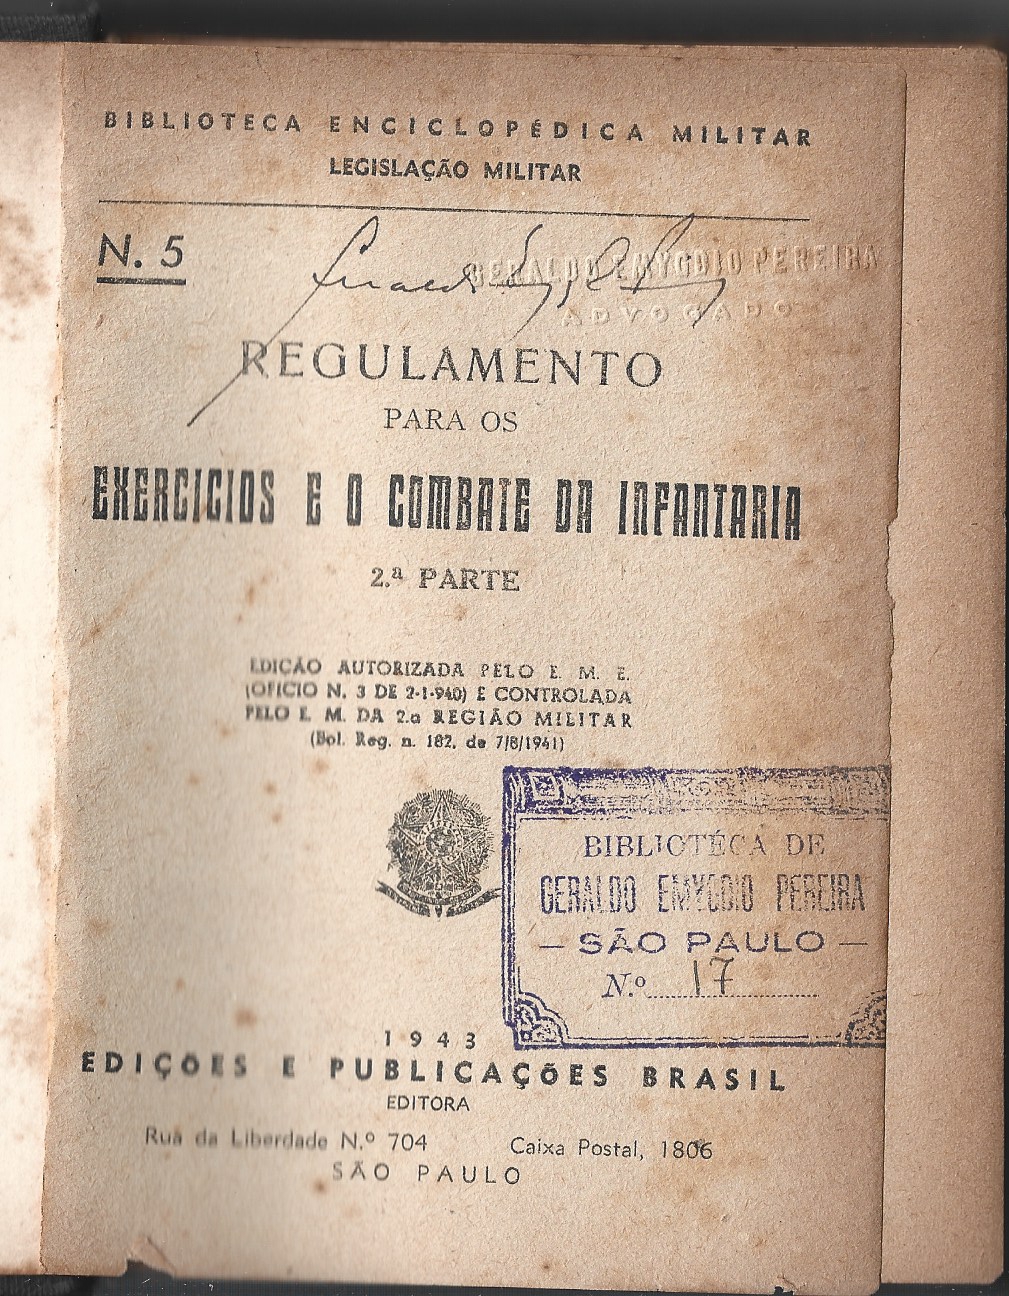 BIBLIOTECA ENCICLOPÉDICA MILITAR
LEGISLAÇÃO MILITAR
N. 5
GERALDO EMYGDIO PEREIRA
ADVOGADO
REGULAMENTO
PARA OS
EXERCICIOS E O COMBATE DA INFANTARIA
2.ª PARTE
EDIÇÃO AUTORIZADA PELO E. M. E.
(OFICIO N. 3 DE 2-1-940) E CONTROLADA
PELO E. M. DA 2.a REGIÃO MILITAR
(Bol. Reg. n. 182, de 7/8/1941)
BIBLIOTÉCA DE
GERALDO EMYGDIO PEREIRA
— SÃO PAULO —
N.º 17
1943
EDIÇÕES E PUBLICAÇÕES BRASIL
EDITORA
Rua da Liberdade N.º 704 Caixa Postal, 1806
SÃO PAULO